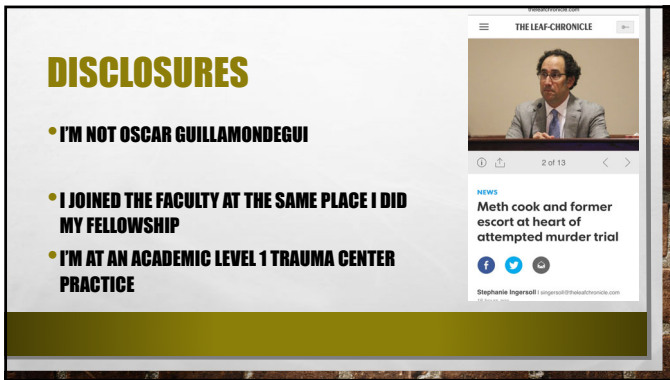 DISCLOSURES
•I'M NOT OSCAR GUILLAMONDEGUI
•I JOINED THE FACULTY AT THE SAME PLACE I DID
MY FELLOWSHIP
•I'M AT AN ACADEMIC LEVEL 1 TRAUMA CENTER
PRACTICE
theleafchronicle.com
THE LEAF-CHRONICLE
2 of 13
NEWS
Meth cook and former
escort at heart of
attempted murder trial
Stephanie Ingersoll | singersoll@theleafchronicle.com